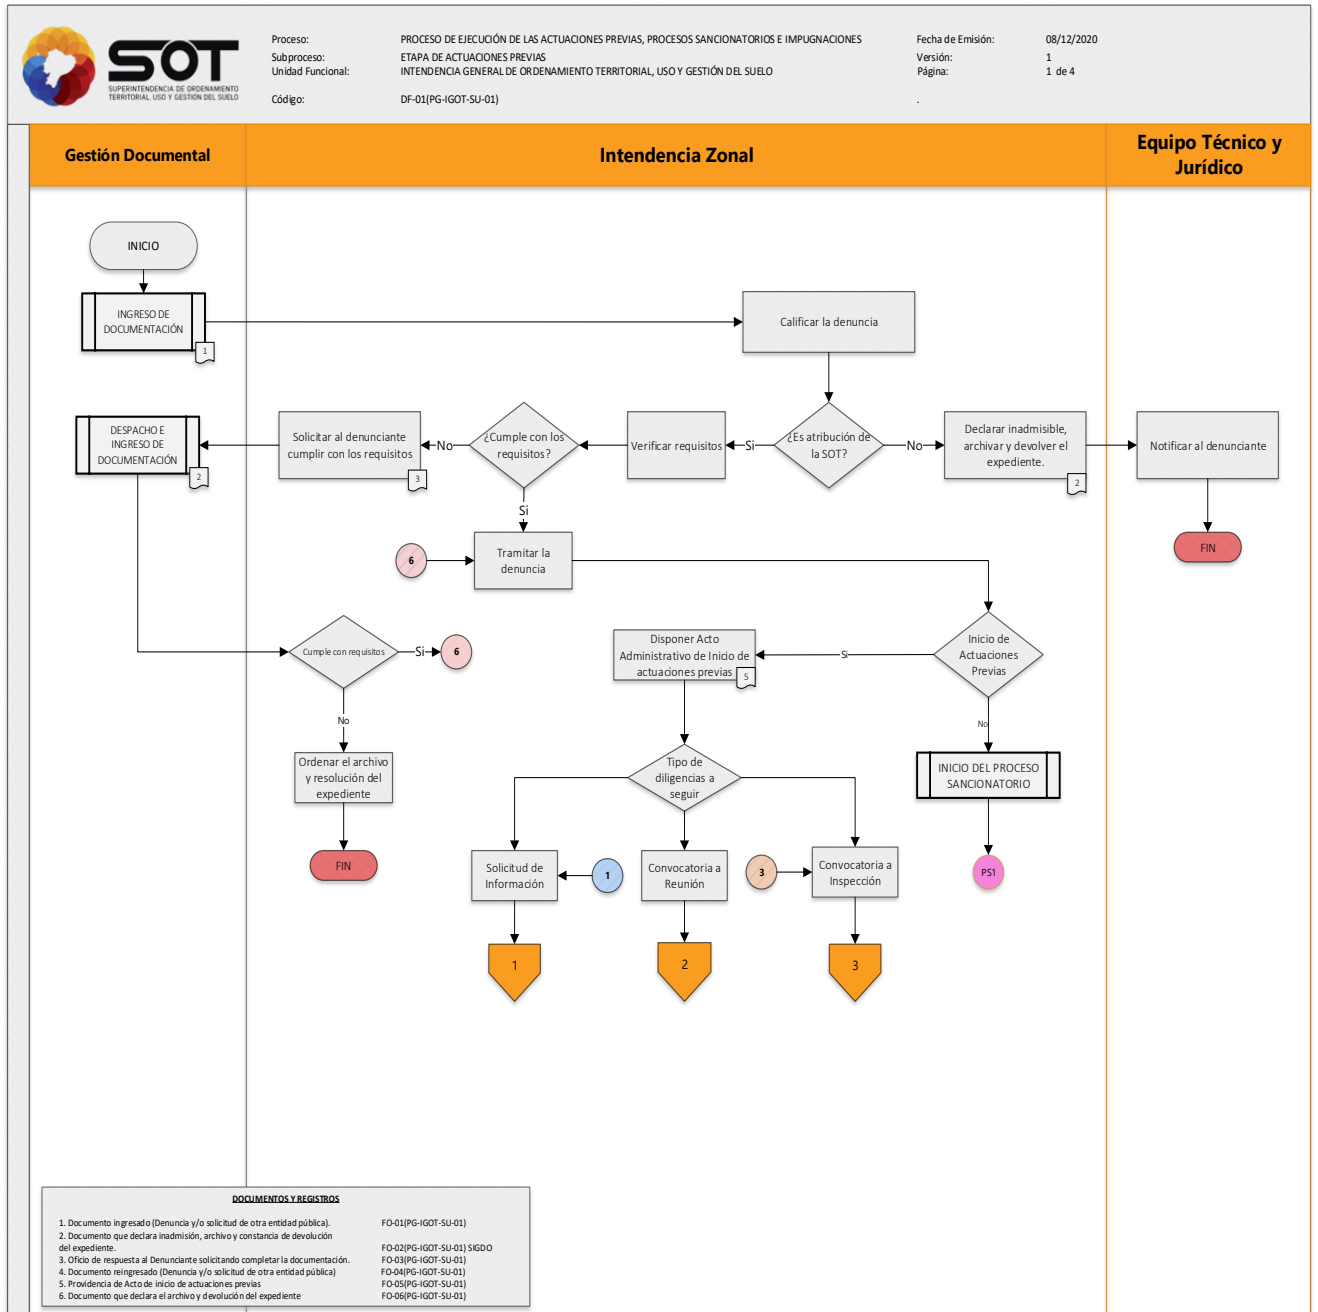 SOT
SUPERINTENDENCIA DE ORDENAMIENTO
TERRITORIAL, USO Y GESTIÓN DEL SUELO
Proceso: PROCESO DE EJECUCIÓN DE LAS ACTUACIONES PREVIAS, PROCESOS SANCIONATORIOS E IMPUGNACIONES Fecha de Emisión: 08/12/2020
Subproceso: ETAPA DE ACTUACIONES PREVIAS Versión: 1
Unidad Funcional: INTENDENCIA GENERAL DE ORDENAMIENTO TERRITORIAL, USO Y GESTIÓN DEL SUELO Página: 1 de 4
Código: DF-01(PG-IGOT-SU-01) .
Gestión Documental
Intendencia Zonal
Equipo Técnico y
Jurídico
INICIO
INGRESO DE
DOCUMENTACIÓN
1
Calificar la denuncia
DESPACHO E
INGRESO DE
DOCUMENTACIÓN
2
Solicitar al denunciante
cumplir con los requisitos
3
No
¿Cumple con los
requisitos?
Verificar requisitos
Si
¿Es atribución de
la SOT?
No
Declarar inadmisible,
archivar y devolver el
expediente.
2
Notificar al denunciante
FIN
Si
6
Tramitar la
denuncia
Cumple con requisitos
Si
6
Disponer Acto
Administrativo de Inicio de
actuaciones previas
5
Si
Inicio de
Actuaciones
Previas
No
No
Ordenar el archivo
y resolución del
expediente
FIN
Tipo de
diligencias a
seguir
INICIO DEL PROCESO
SANCIONATORIO
PS1
Solicitud de
Información
1
Convocatoria a
Reunión
3
Convocatoria a
Inspección
1
2
3
DOCUMENTOS Y REGISTROS
1. Documento ingresado (Denuncia y/o solicitud de otra entidad pública). FO-01(PG-IGOT-SU-01)
2. Documento que declara inadmisión, archivo y constancia de devolución
del expediente. FO-02(PG-IGOT-SU-01) SIGDO
3. Oficio de respuesta al Denunciante solicitando completar la documentación. FO-03(PG-IGOT-SU-01)
4. Documento reingresado (Denuncia y/o solicitud de otra entidad pública) FO-04(PG-IGOT-SU-01)
5. Providencia de Acto de inicio de actuaciones previas FO-05(PG-IGOT-SU-01)
6. Documento que declara el archivo y devolución del expediente FO-06(PG-IGOT-SU-01)